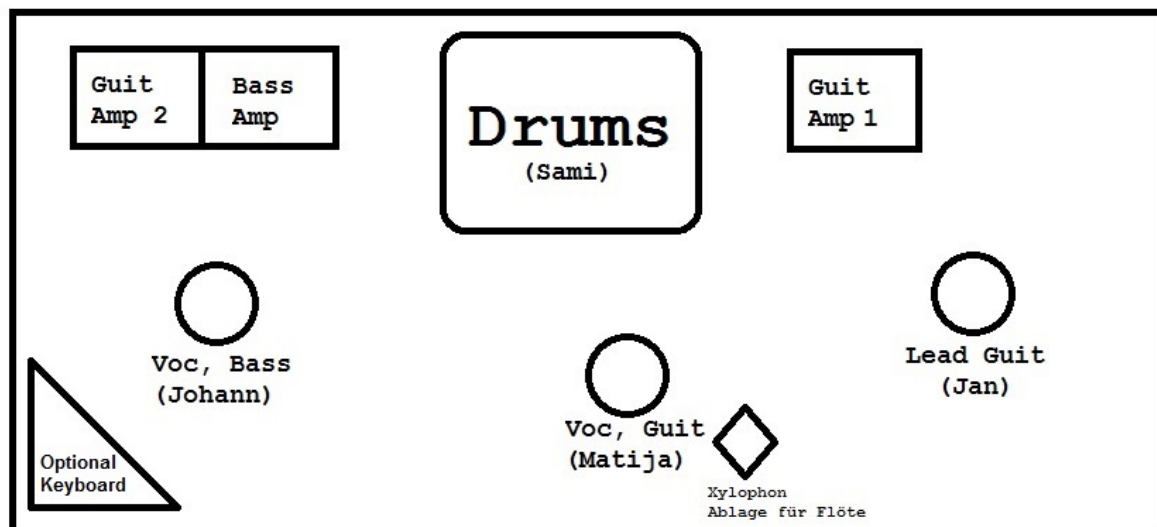 Guit
Amp 2
Bass
Amp
Drums
(Sami)
Guit
Amp 1
Voc, Bass
(Johann)
Lead Guit
(Jan)
Voc, Guit
(Matija)
Optional
Keyboard
Xylophon
Ablage für Flöte